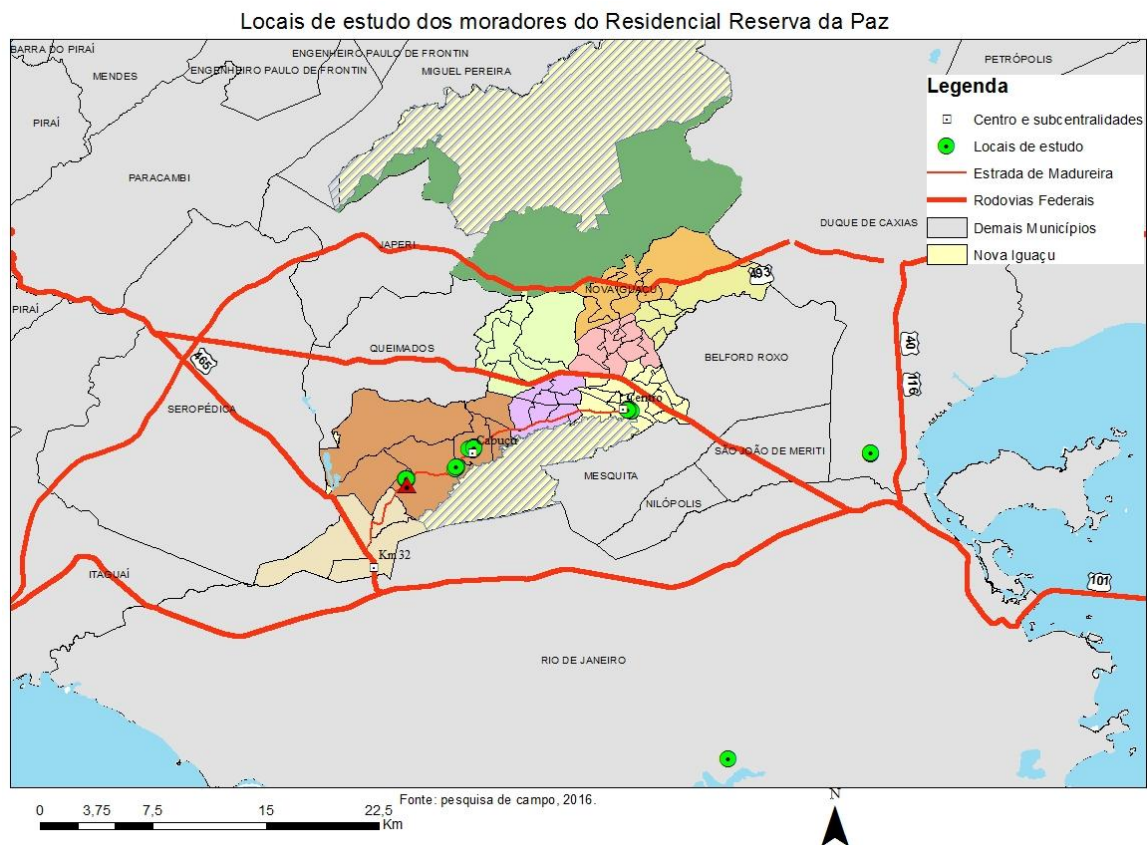 Locais de estudo dos moradores do Residencial Reserva da Paz
BARRA DO PIRAÍ
ENGENHEIRO PAULO DE FRONTIN
MENDES
ENGENHEIRO PAULO DE FRONTIN
MIGUEL PEREIRA
PETRÓPOLIS
PIRAÍ
PARACAMBI
Legenda
Centro e subcentralidades
Locais de estudo
Estrada de Madureira
Rodovias Federais
Demais Municípios
Nova Iguaçu
DUQUE DE CAXIAS
JAPERI
NOVA IGUAÇU
PIRAÍ
465
QUEIMADOS
BELFORD ROXO
40
116
SEROPÉDICA
Centro
Cabuçu
SÃO JOÃO DE MERITI
MESQUITA
NILÓPOLIS
Km 32
ITAGUAÍ
101
RIO DE JANEIRO
Fonte: pesquisa de campo, 2016.
N
0 3,75 7,5 15 22,5
Km